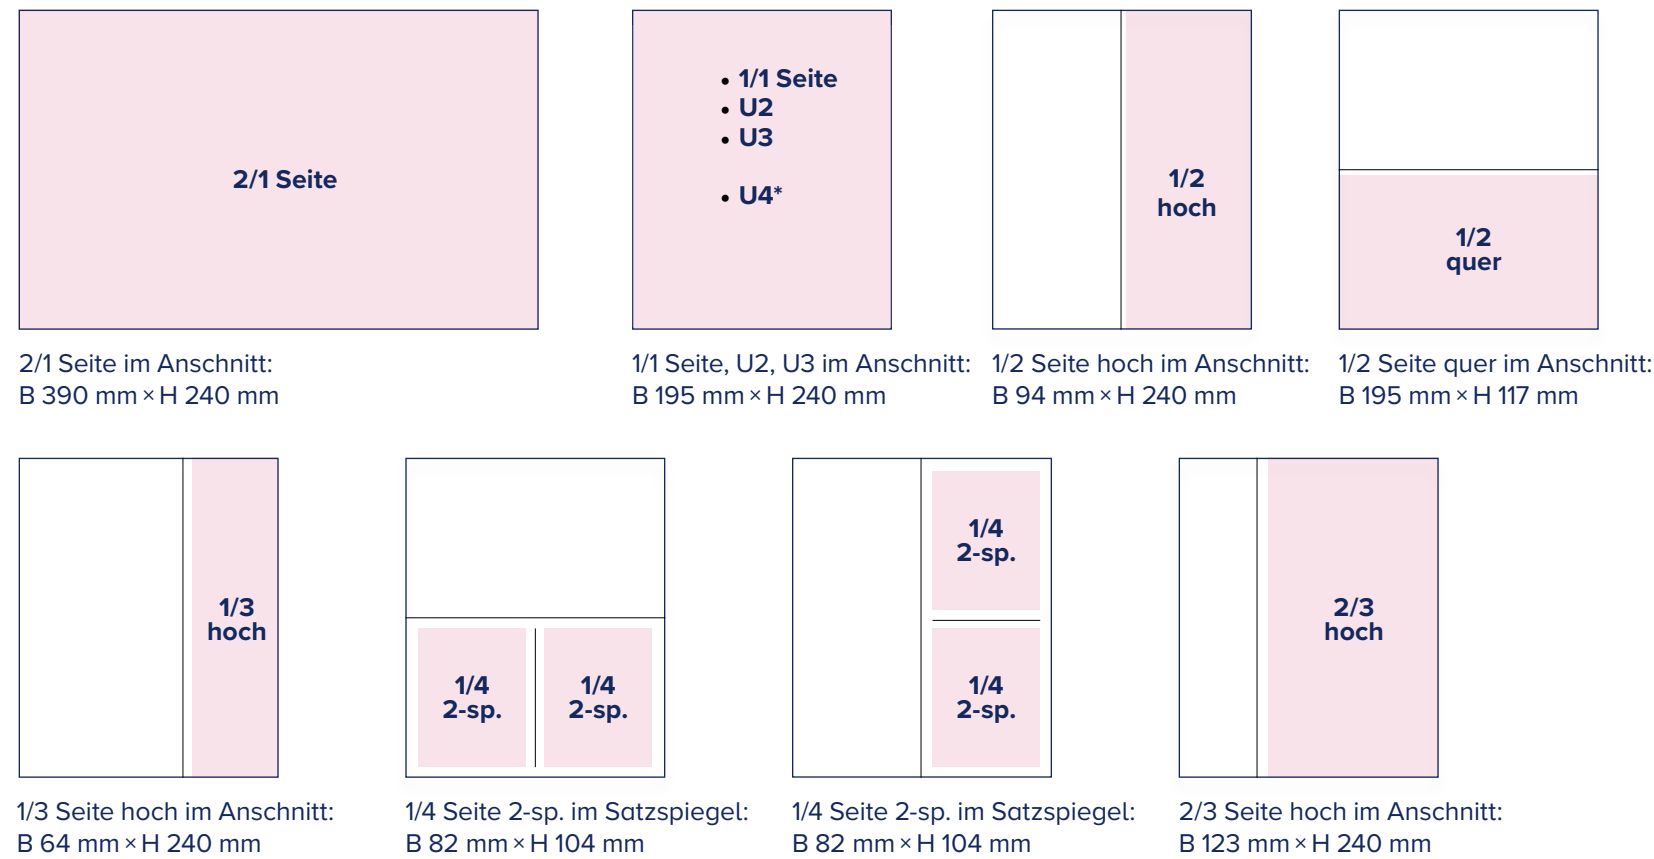 2/1 Seite
• 1/1 Seite
• U2
• U3
• U4*
1/2
hoch
1/2
quer
2/1 Seite im Anschnitt:
B 390 mm × H 240 mm
1/1 Seite, U2, U3 im Anschnitt:
B 195 mm × H 240 mm
1/2 Seite hoch im Anschnitt:
B 94 mm × H 240 mm
1/2 Seite quer im Anschnitt:
B 195 mm × H 117 mm
1/3
hoch
1/4
2-sp.
1/4
2-sp.
1/4
2-sp.
1/4
2-sp.
2/3
hoch
1/3 Seite hoch im Anschnitt:
B 64 mm × H 240 mm
1/4 Seite 2-sp. im Satzspiegel:
B 82 mm × H 104 mm
1/4 Seite 2-sp. im Satzspiegel:
B 82 mm × H 104 mm
2/3 Seite hoch im Anschnitt:
B 123 mm × H 240 mm